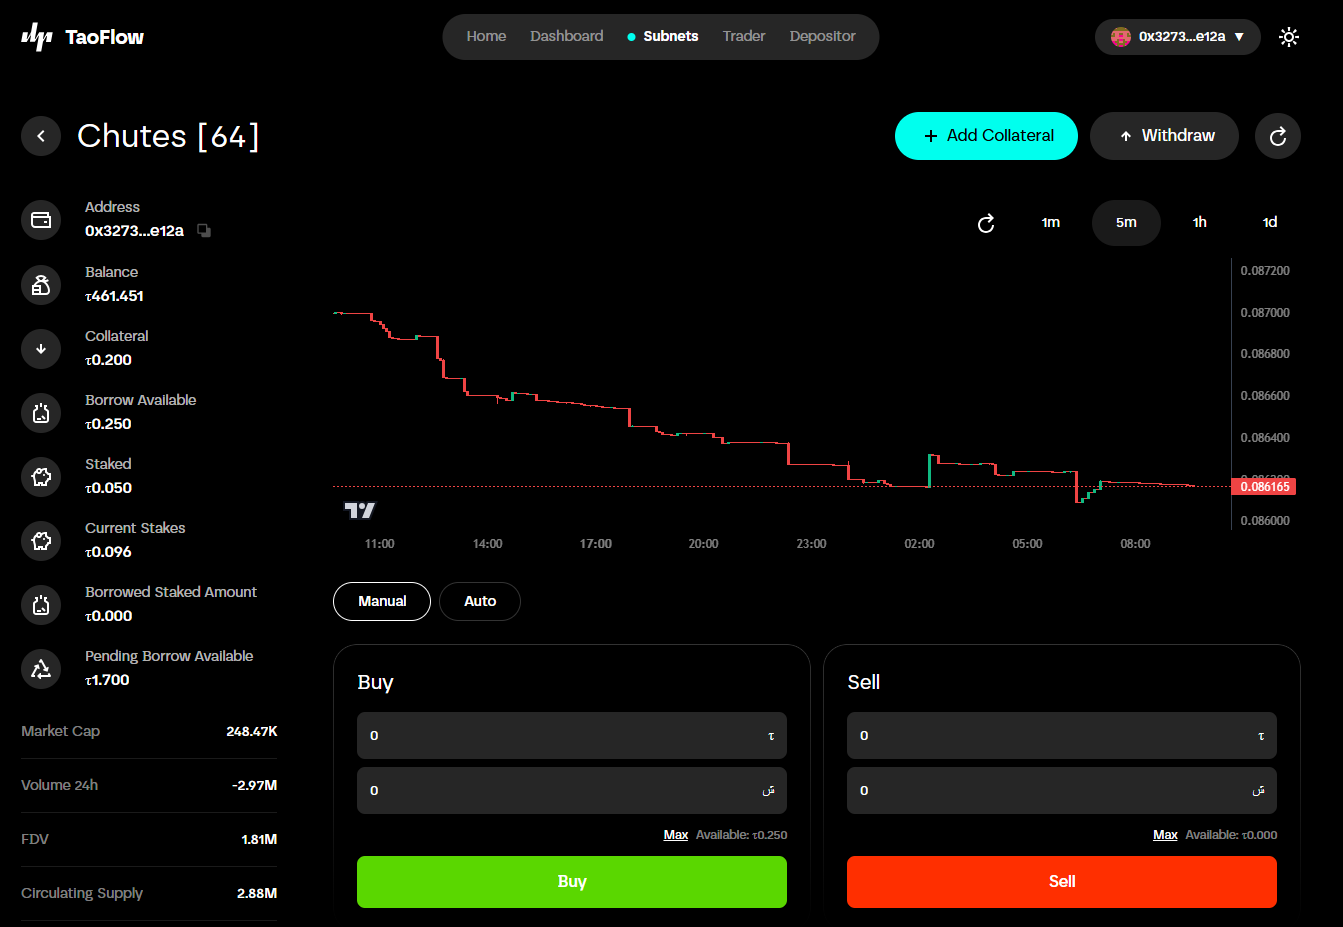 TaoFlow
Home Dashboard Subnets Trader Depositor
0x3273...e12a ▼
Chutes [64]
+ Add Collateral
↑ Withdraw
Address
0x3273...e12a
Balance
τ461.451
Collateral
τ0.200
Borrow Available
τ0.250
Staked
τ0.050
Current Stakes
τ0.096
Borrowed Staked Amount
τ0.000
Pending Borrow Available
τ1.700
Market Cap 248.47K
Volume 24h -2.97M
FDV 1.81M
Circulating Supply 2.88M
1m 5m 1h 1d
0.087200
0.087000
0.086800
0.086600
0.086400
0.086165
0.086000
11:00 14:00 17:00 20:00 23:00 02:00 05:00 08:00
Manual Auto
Buy
0 τ
0
Max Available: τ0.250
Buy
Sell
0 τ
0
Max Available: τ0.000
Sell